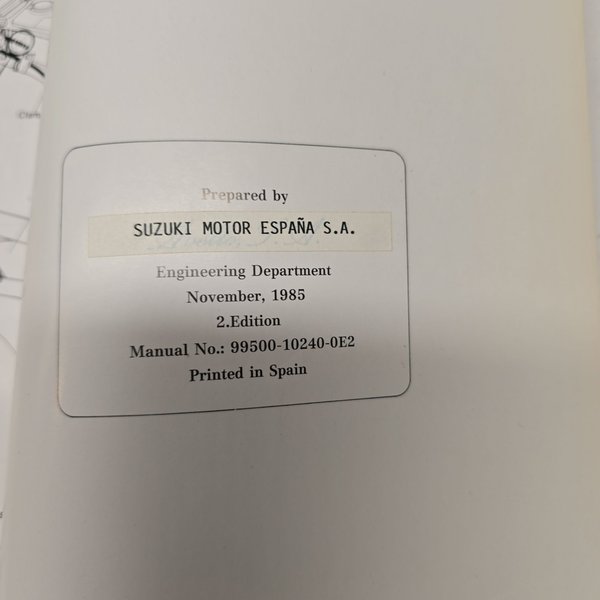 Prepared by
SUZUKI MOTOR ESPAÑA S.A.
Engineering Department
November, 1985
2.Edition
Manual No.: 99500-10240-0E2
Printed in Spain